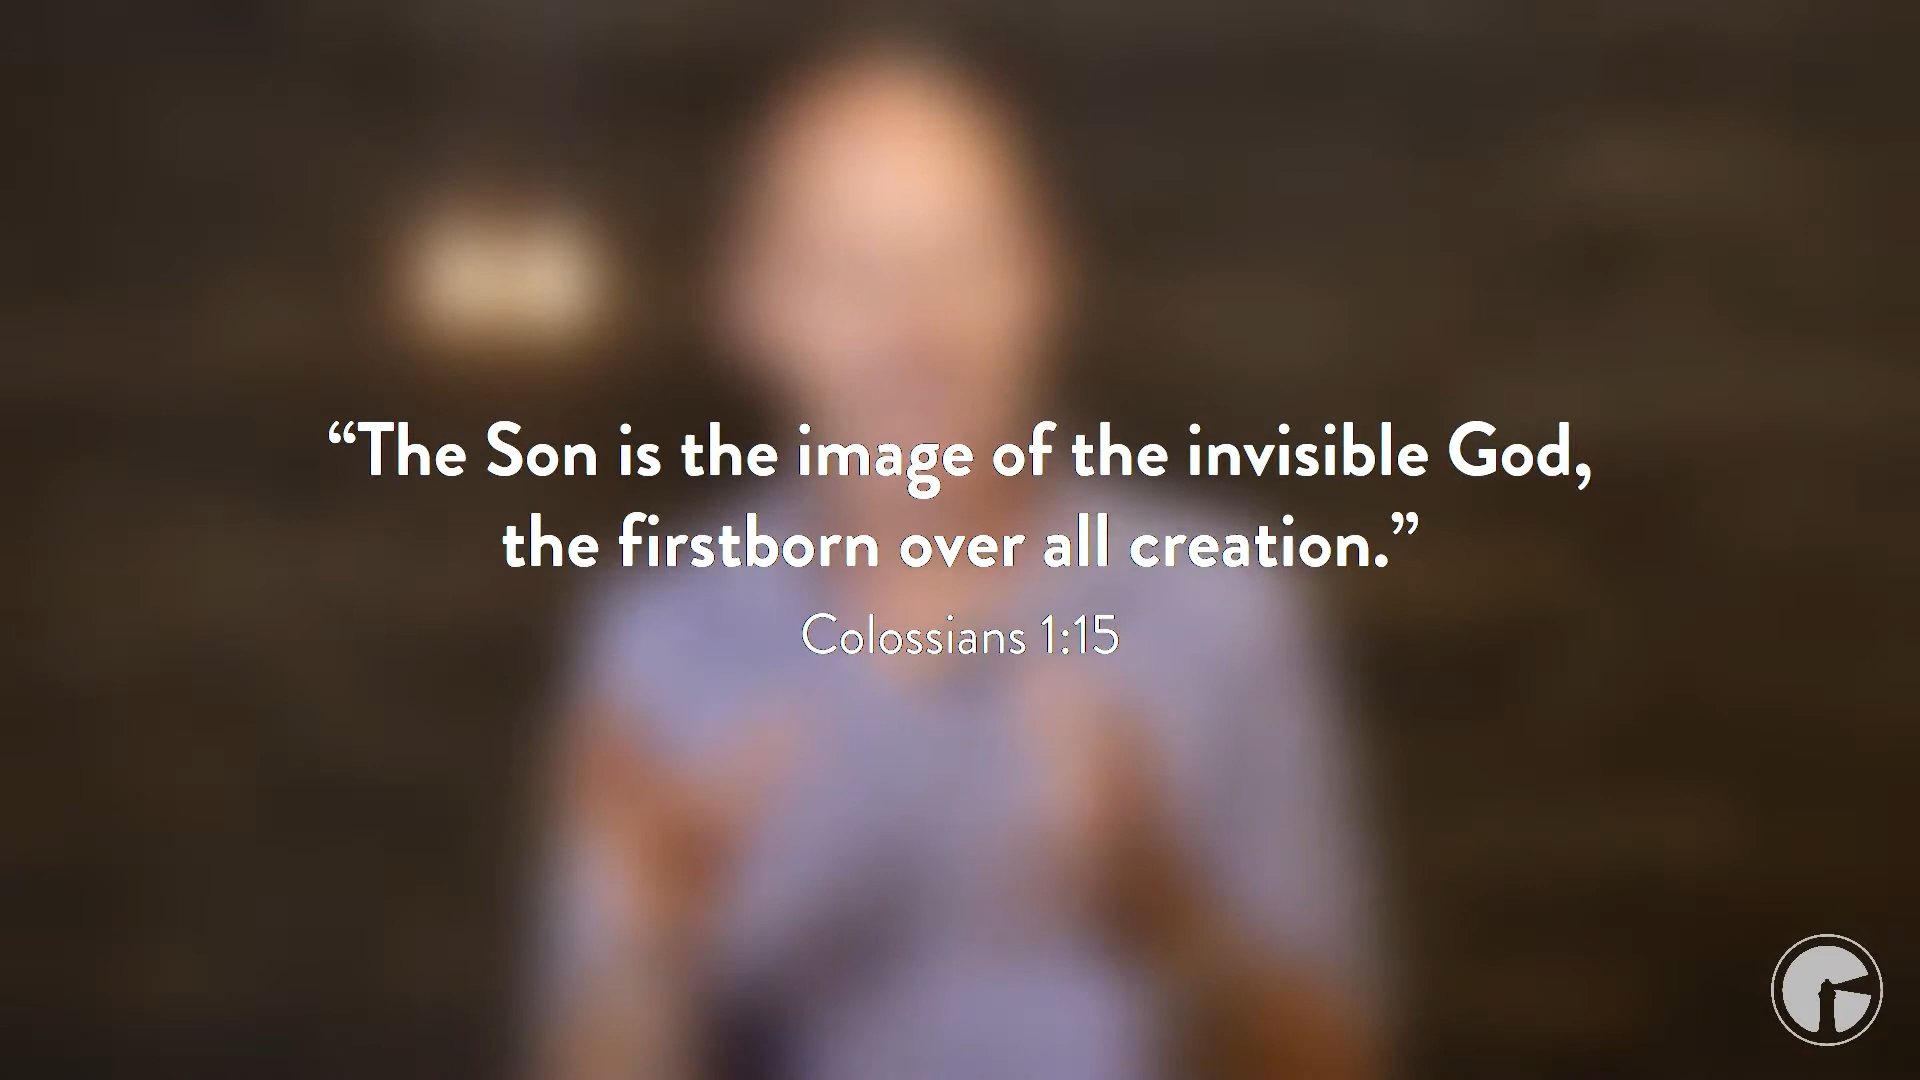 “The Son is the image of the invisible God,
the firstborn over all creation.”
Colossians 1:15